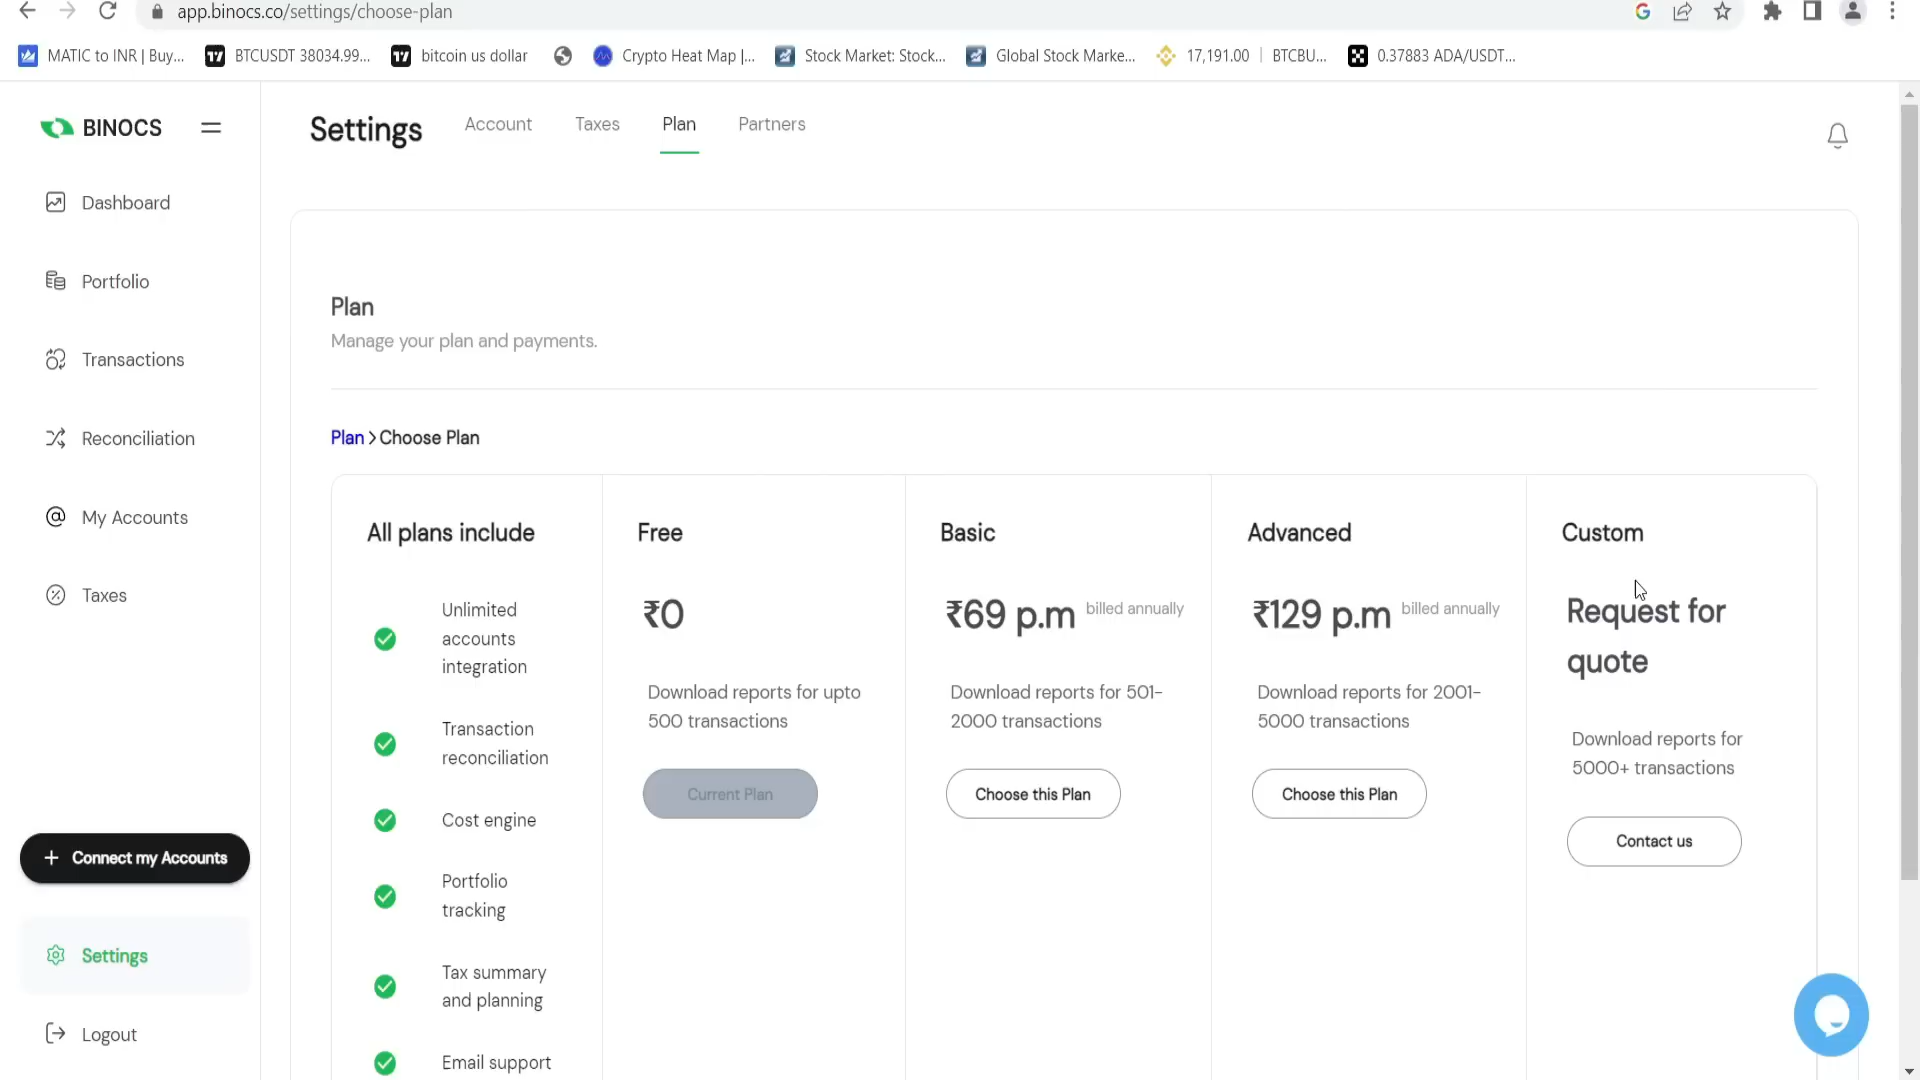 app.binocs.co/settings/choose-plan
MATIC to INR | Buy...
BTCUSDT 38034.99...
bitcoin us dollar
Crypto Heat Map |...
Stock Market: Stock...
Global Stock Marke...
17,191.00 | BTCBU...
0.37883 ADA/USDT...
BINOCS
Settings
Account
Taxes
Plan
Partners
Dashboard
Portfolio
Transactions
Reconciliation
My Accounts
Taxes
+ Connect my Accounts
Settings
Logout
Plan
Manage your plan and payments.
Plan > Choose Plan
All plans include
Unlimited
accounts
integration
Transaction
reconciliation
Cost engine
Portfolio
tracking
Tax summary
and planning
Email support
Free
₹0
Download reports for upto
500 transactions
Current Plan
Basic
₹69 p.m billed annually
Download reports for 501-
2000 transactions
Choose this Plan
Advanced
₹129 p.m billed annually
Download reports for 2001-
5000 transactions
Choose this Plan
Custom
Request for
quote
Download reports for
5000+ transactions
Contact us